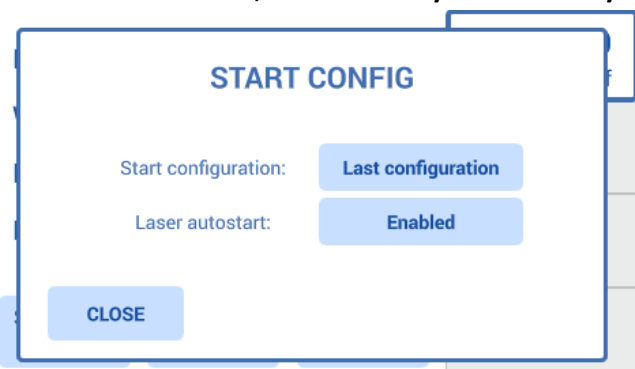 START CONFIG
Start configuration: Last configuration
Laser autostart: Enabled
CLOSE